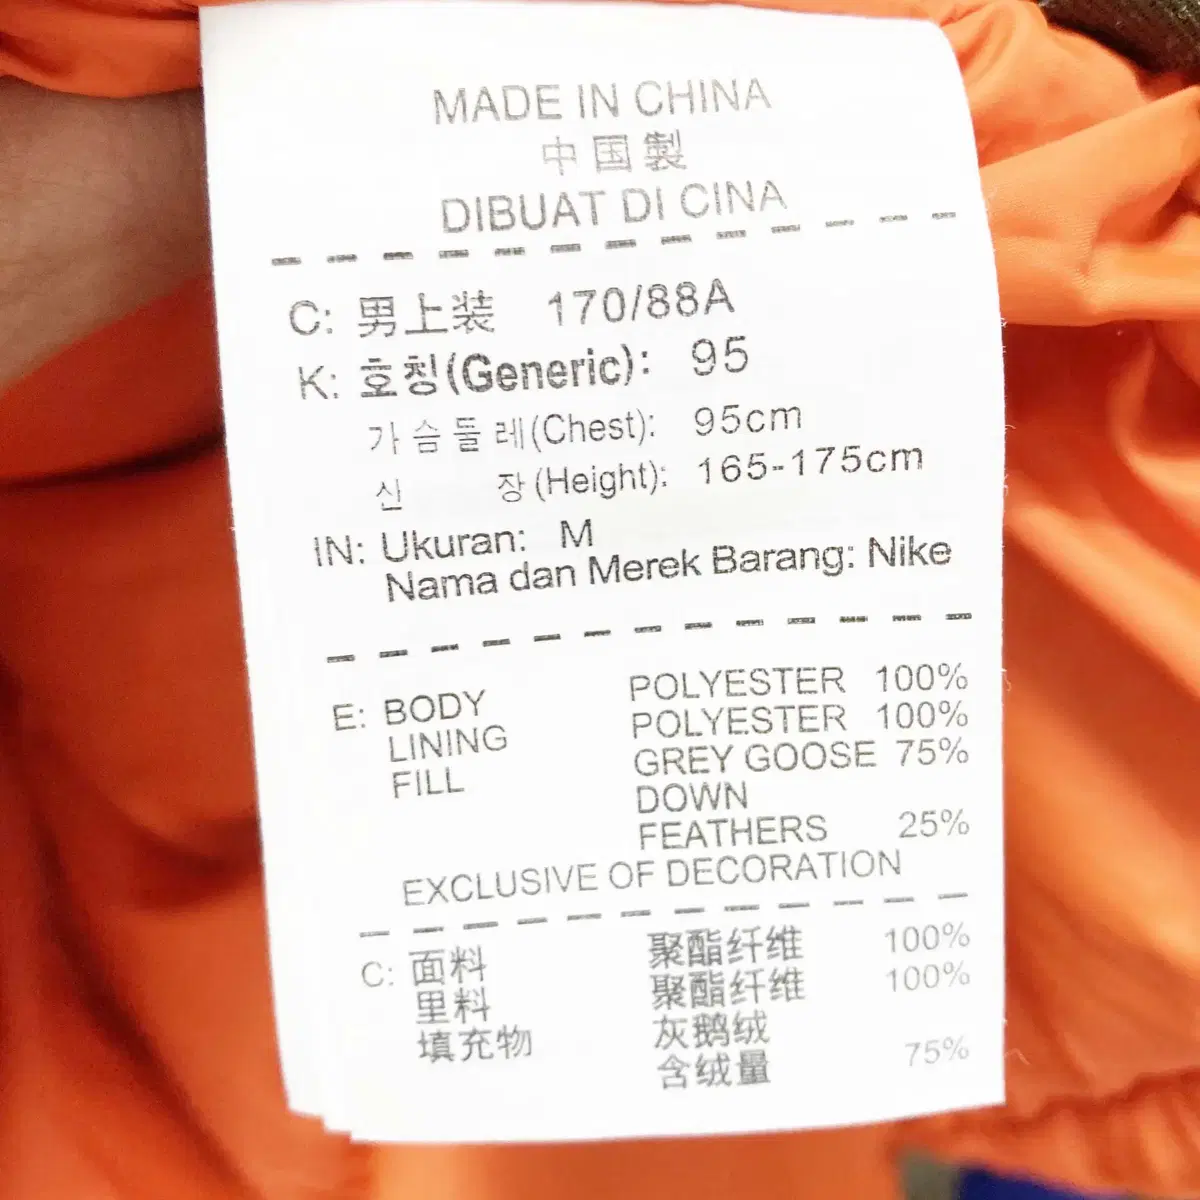 MADE IN CHINA
中国製
DIBUAT DI CINA
C: 男上装 170/88A
K: 호칭(Generic): 95
가슴둘레(Chest): 95cm
신 장(Height): 165-175cm
IN: Ukuran: M
Nama dan Merek Barang: Nike
E: BODY POLYESTER 100%
LINING POLYESTER 100%
FILL GREY GOOSE 75%
DOWN
FEATHERS 25%
EXCLUSIVE OF DECORATION
C: 面料 聚酯纤维 100%
里料 聚酯纤维 100%
填充物 灰鹅绒
含绒量 75%